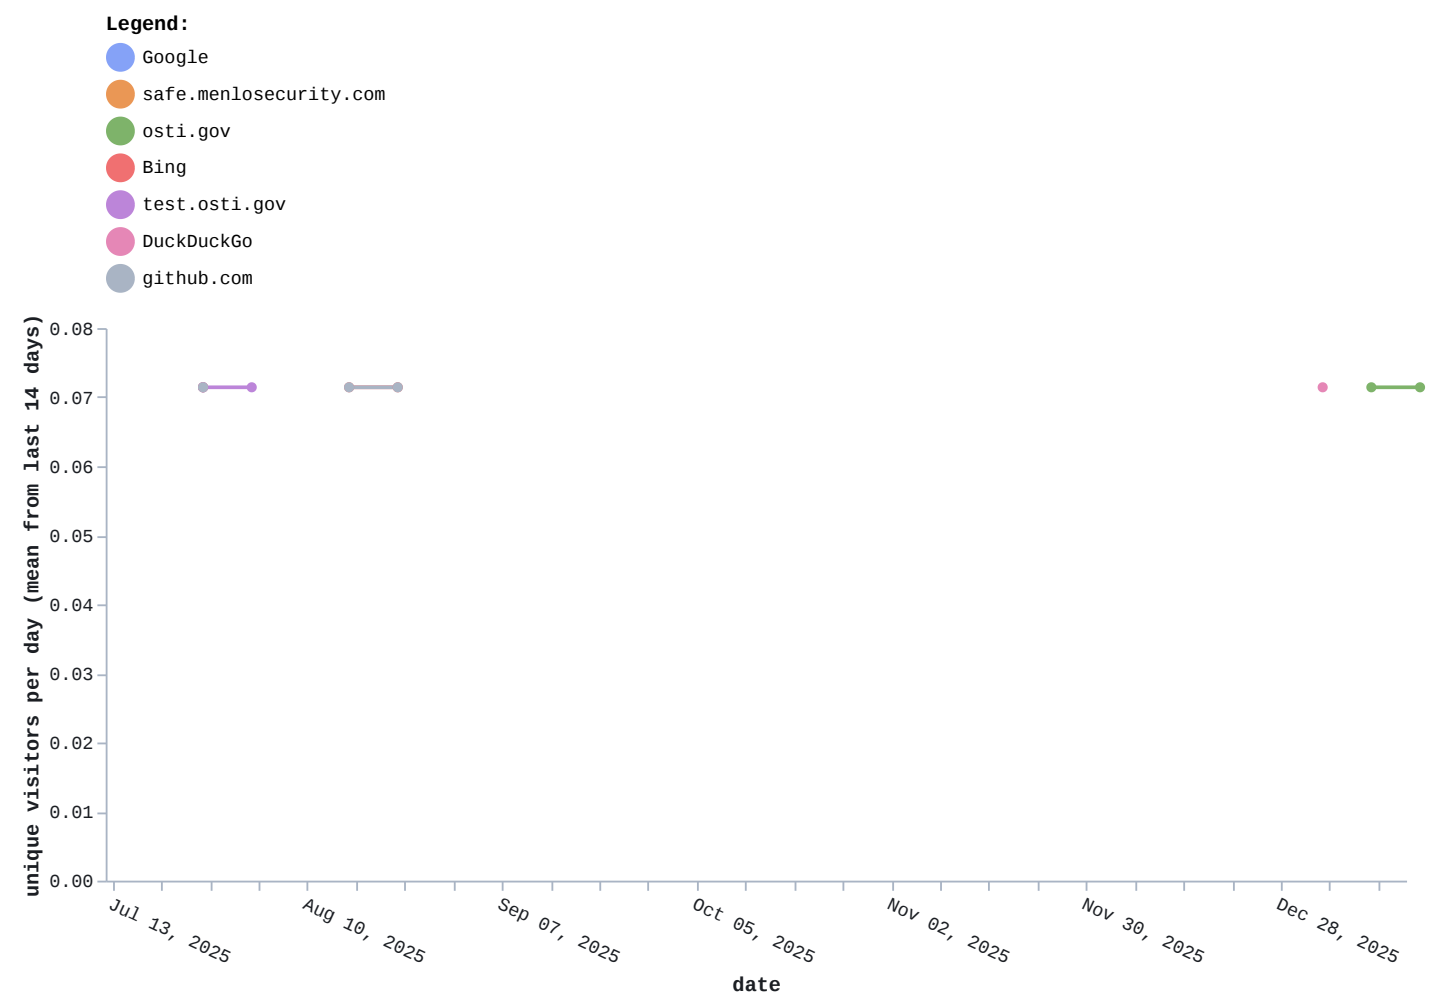 Legend:
Google
safe.menlosecurity.com
osti.gov
Bing
test.osti.gov
DuckDuckGo
github.com
unique visitors per day (mean from last 14 days)
0.08
0.07
0.06
0.05
0.04
0.03
0.02
0.01
0.00
Jul 13, 2025
Aug 10, 2025
Sep 07, 2025
Oct 05, 2025
Nov 02, 2025
Nov 30, 2025
Dec 28, 2025
date